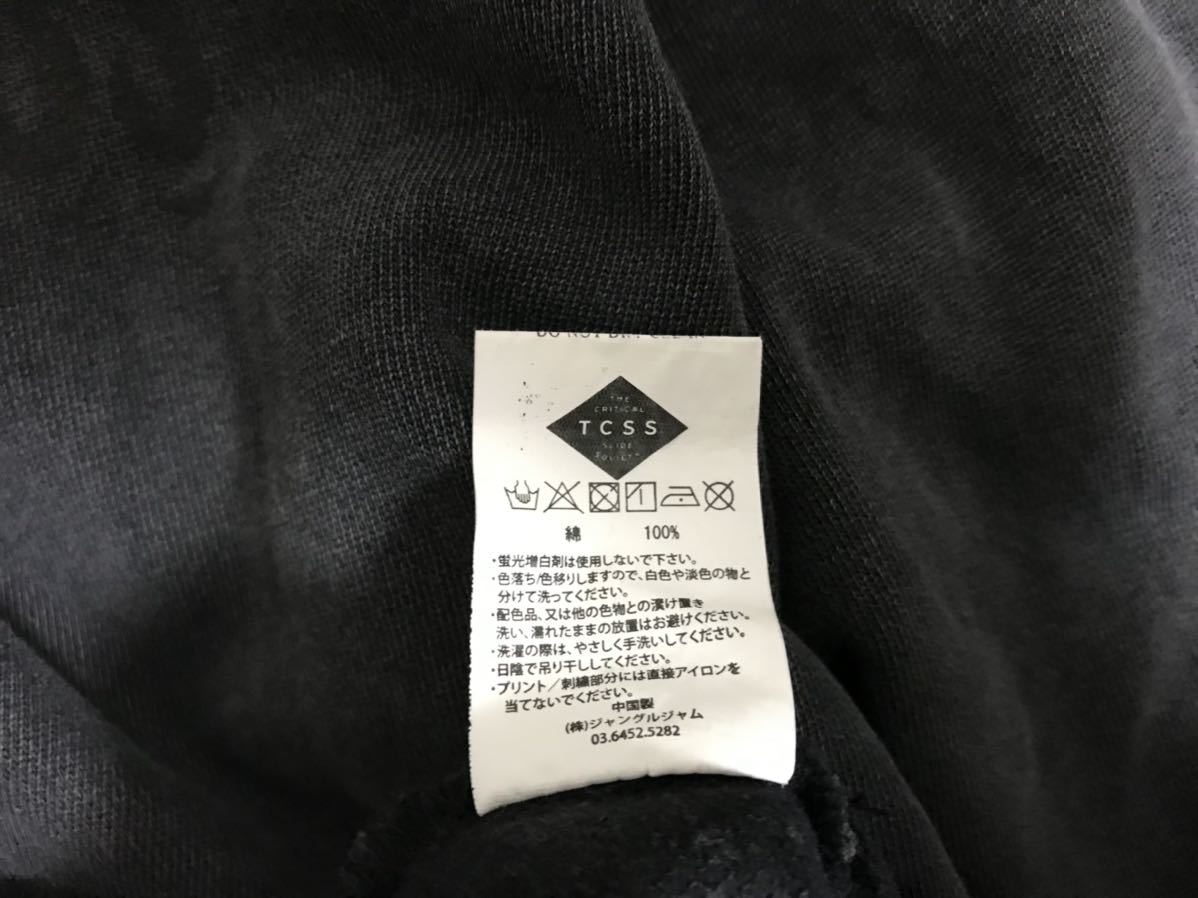 DO NOT DRY CLEAN
THE
CRITICAL
TCSS
SLIDE
SOCIETY
綿 100%
・蛍光増白剤は使用しないで下さい。
・色落ち/色移りしますので、白色や淡色の物と
分けて洗ってください。
・配色品、又は他の色物との漬け置き
洗い、濡れたままの放置はお避けください。
・洗濯の際は、やさしく手洗いしてください。
・日陰で吊り干ししてください。
・プリント／刺繍部分には直接アイロンを
当てないでください。
中国製
(株)ジャングルジャム
03.6452.5282